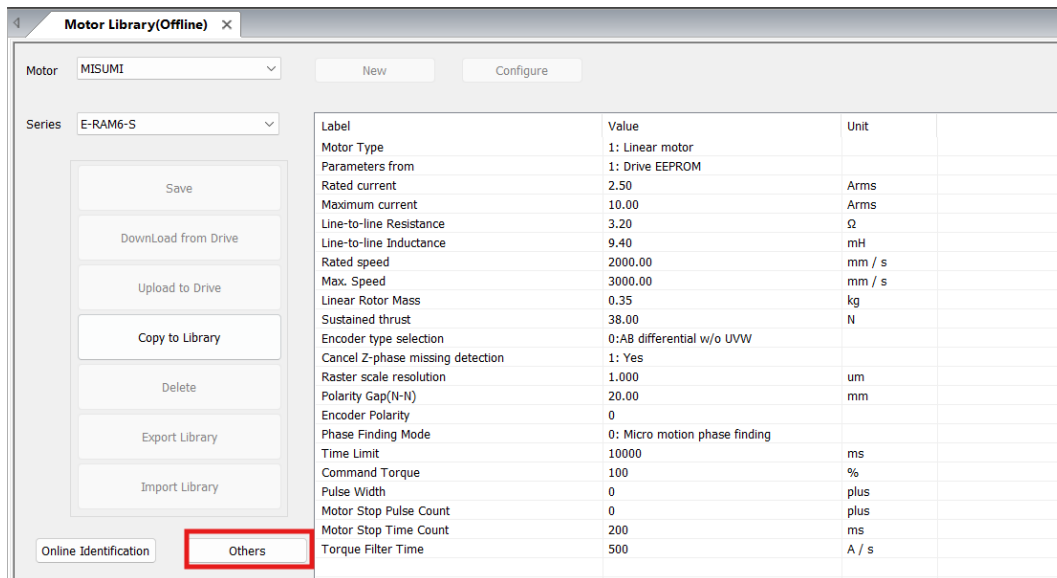 Motor Library(Offline) ×
Motor MISUMI New Configure
Series E-RAM6-S
Save
DownLoad from Drive
Upload to Drive
Copy to Library
Delete
Export Library
Import Library
Online Identification Others
Label Value Unit
Motor Type 1: Linear motor
Parameters from 1: Drive EEPROM
Rated current 2.50 Arms
Maximum current 10.00 Arms
Line-to-line Resistance 3.20 Ω
Line-to-line Inductance 9.40 mH
Rated speed 2000.00 mm / s
Max. Speed 3000.00 mm / s
Linear Rotor Mass 0.35 kg
Sustained thrust 38.00 N
Encoder type selection 0:AB differential w/o UVW
Cancel Z-phase missing detection 1: Yes
Raster scale resolution 1.000 um
Polarity Gap(N-N) 20.00 mm
Encoder Polarity 0
Phase Finding Mode 0: Micro motion phase finding
Time Limit 10000 ms
Command Torque 100 %
Pulse Width 0 plus
Motor Stop Pulse Count 0 plus
Motor Stop Time Count 200 ms
Torque Filter Time 500 A / s